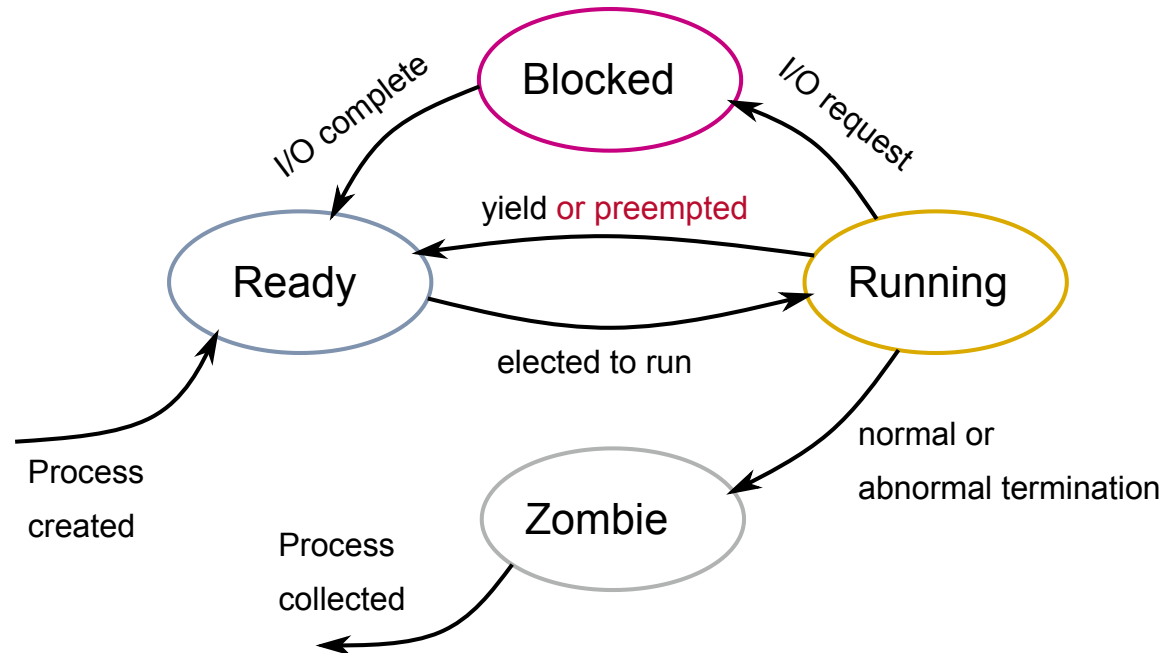 Blocked
I/O complete
I/O request
yield or preempted
Ready
Running
elected to run
Process
created
normal or
abnormal termination
Zombie
Process
collected